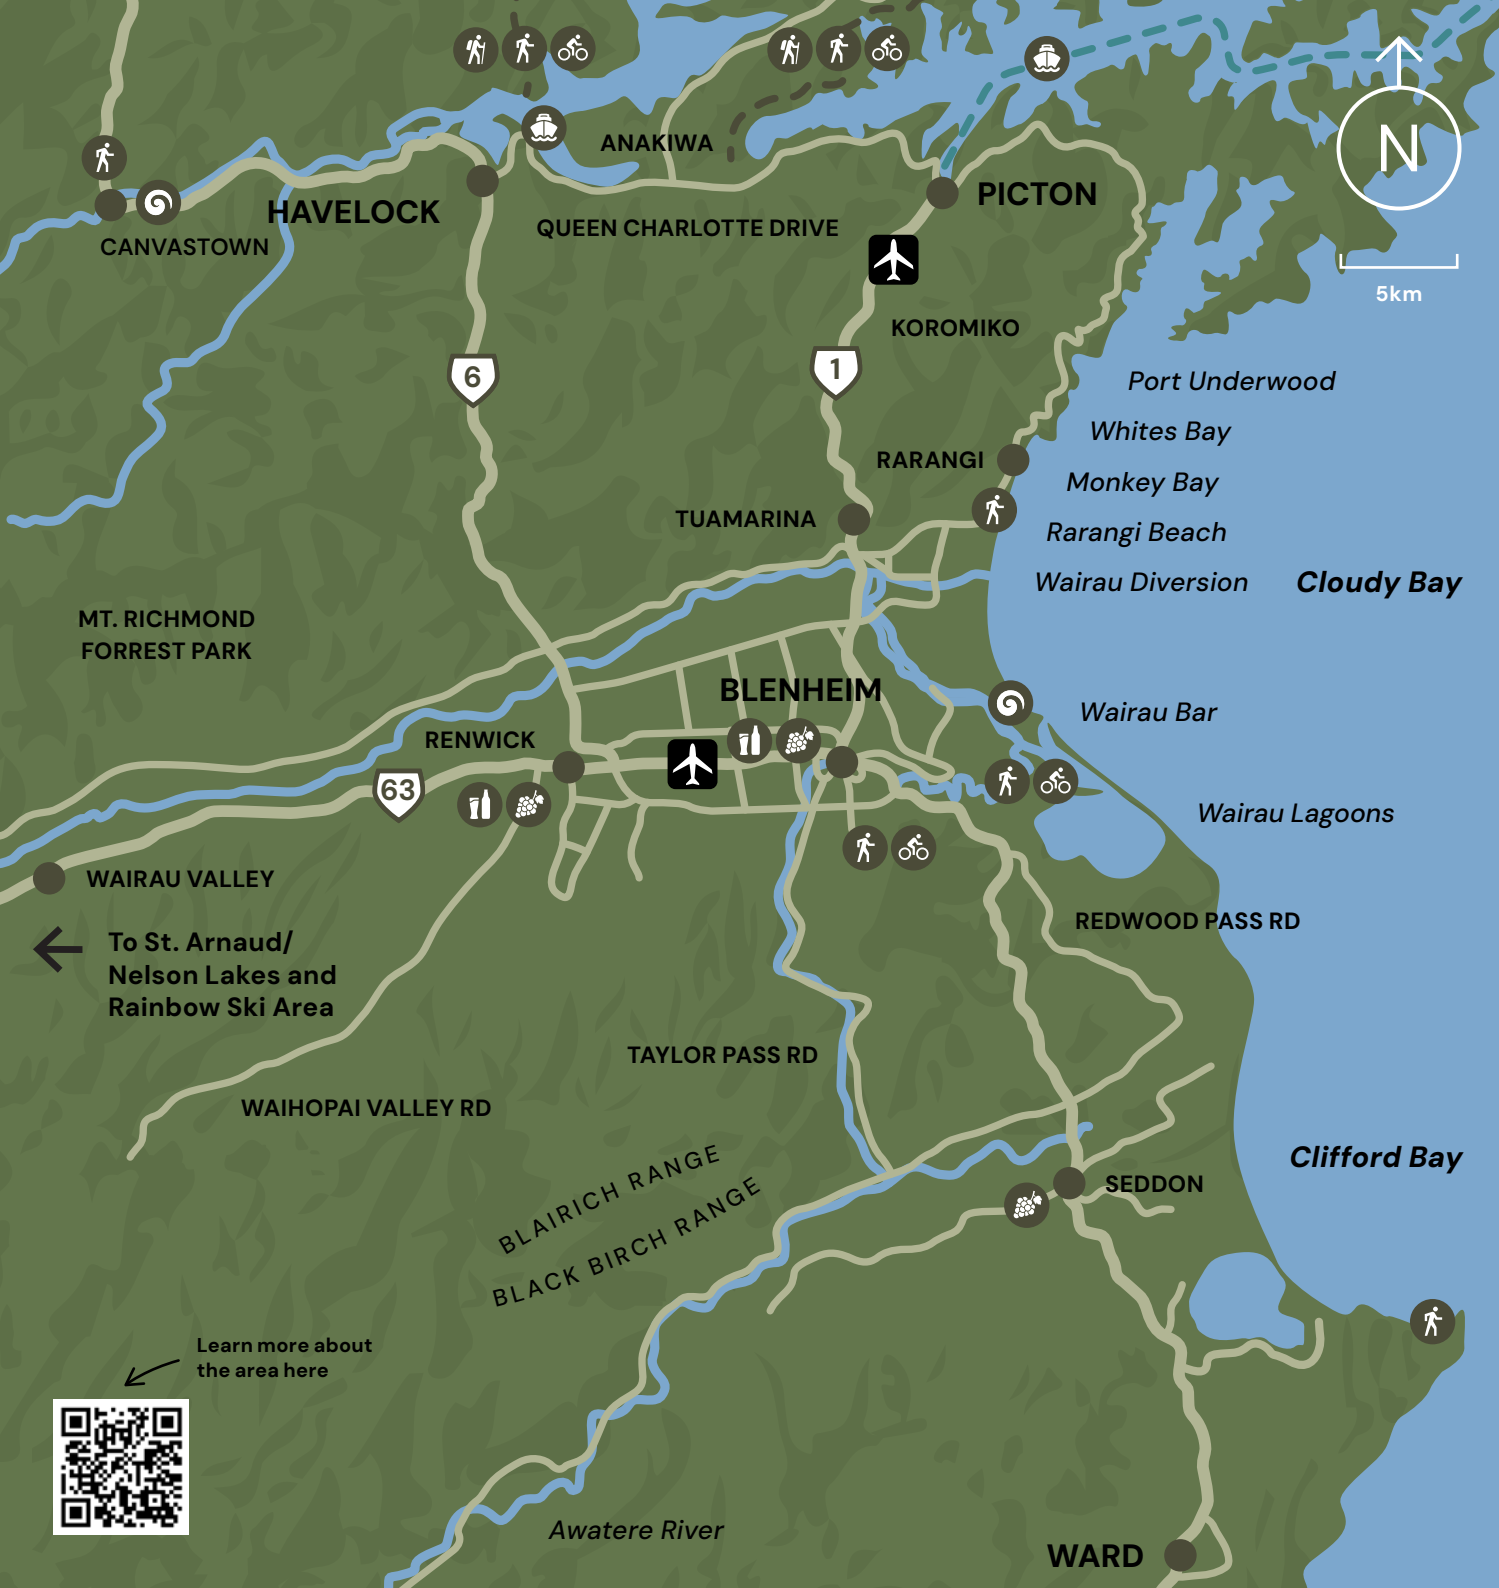 N
5km
ANAKIWA
PICTON
HAVELOCK
QUEEN CHARLOTTE DRIVE
CANVASTOWN
KOROMIKO
6
1
Port Underwood
Whites Bay
RARANGI
Monkey Bay
TUAMARINA
Rarangi Beach
Wairau Diversion
Cloudy Bay
MT. RICHMOND
FORREST PARK
BLENHEIM
Wairau Bar
RENWICK
63
Wairau Lagoons
WAIRAU VALLEY
REDWOOD PASS RD
To St. Arnaud/
Nelson Lakes and
Rainbow Ski Area
TAYLOR PASS RD
WAIHOPAI VALLEY RD
BLAIRICH RANGE
BLACK BIRCH RANGE
Clifford Bay
SEDDON
Learn more about
the area here
Awatere River
WARD